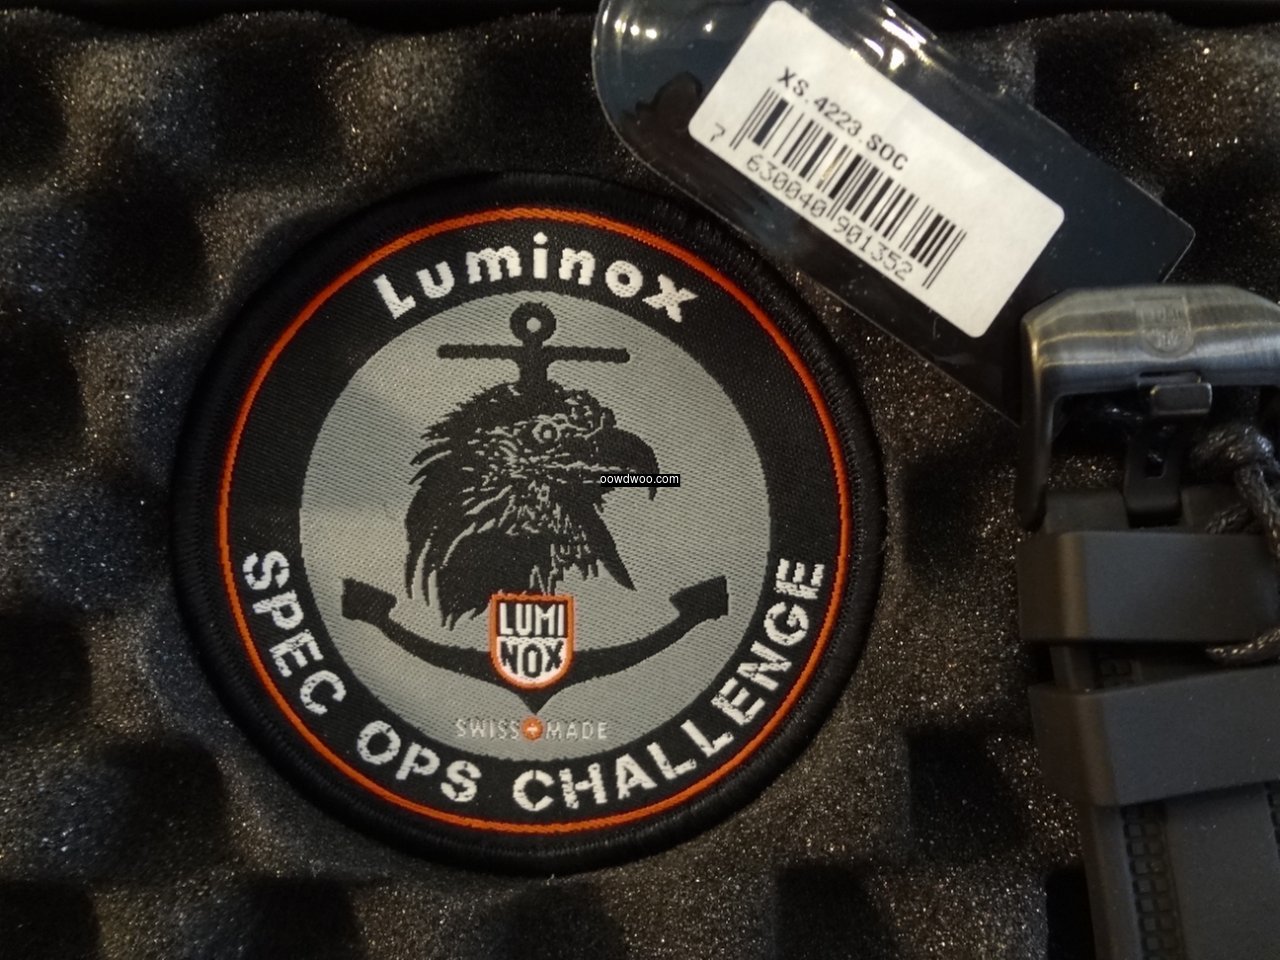 XS.4223.SOC
7 630040 901352
Luminox
oowdwoo.com
LUMI
NOX
SWISS MADE
SPEC OPS CHALLENGE